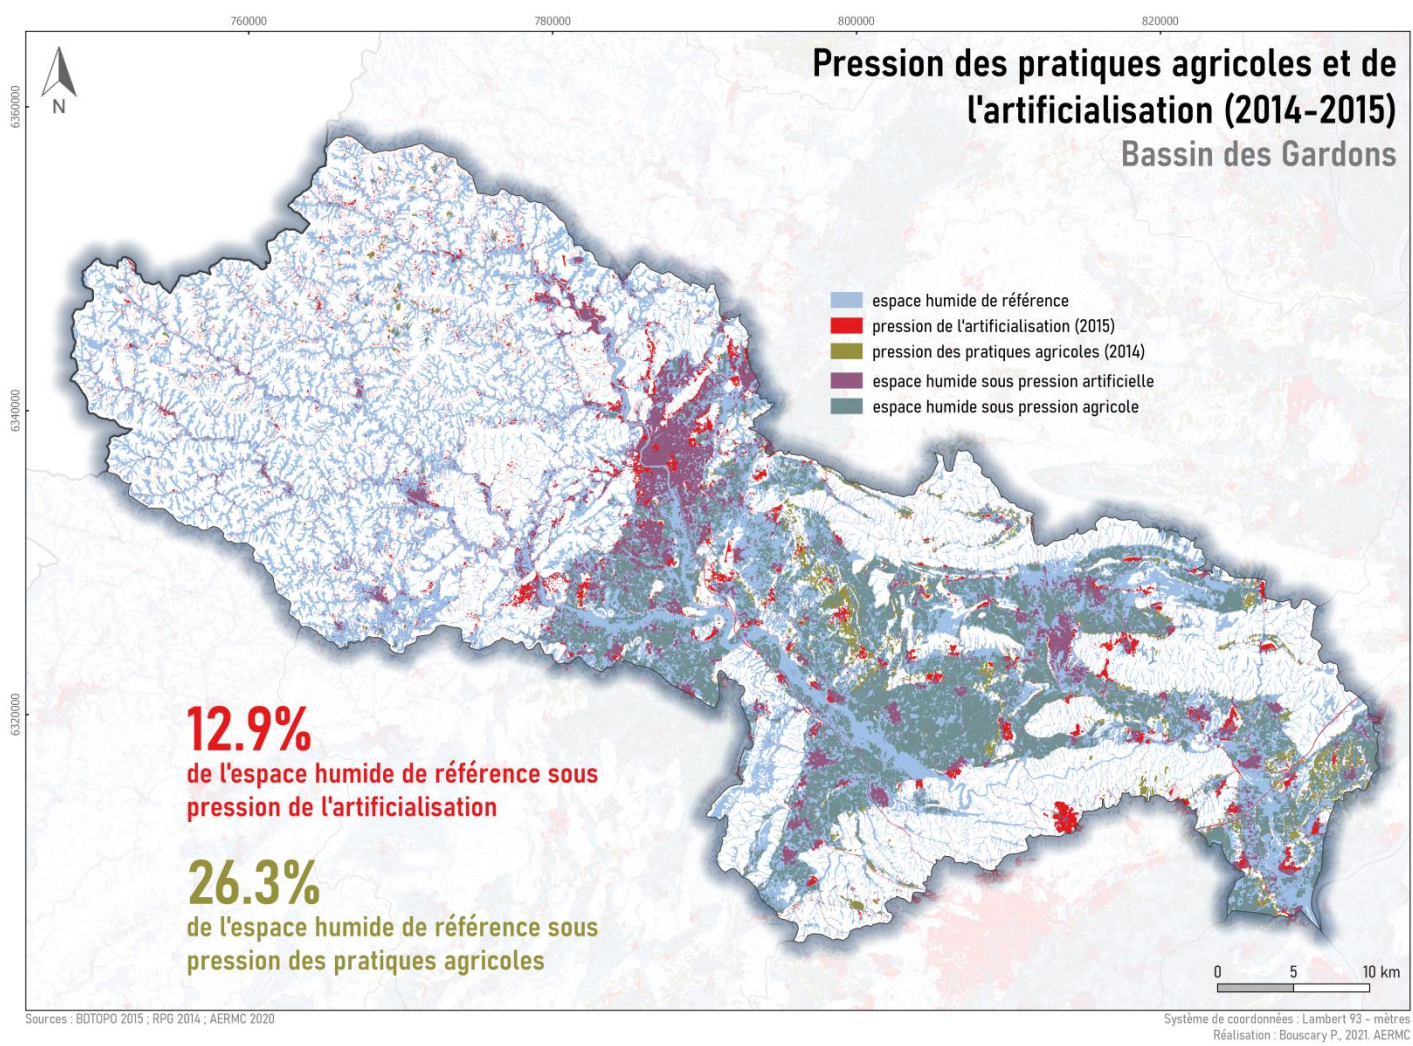 760000
780000
800000
820000
6360000
6340000
6320000
N
Pression des pratiques agricoles et de
l'artificialisation (2014-2015)
Bassin des Gardons
espace humide de référence
pression de l'artificialisation (2015)
pression des pratiques agricoles (2014)
espace humide sous pression artificielle
espace humide sous pression agricole
12.9%
de l'espace humide de référence sous
pression de l'artificialisation
26.3%
de l'espace humide de référence sous
pression des pratiques agricoles
0 5 10 km
Sources : BDTOPO 2015 ; RPG 2014 ; AERMC 2020
Système de coordonnées : Lambert 93 - mètres
Réalisation : Bouscary P., 2021. AERMC